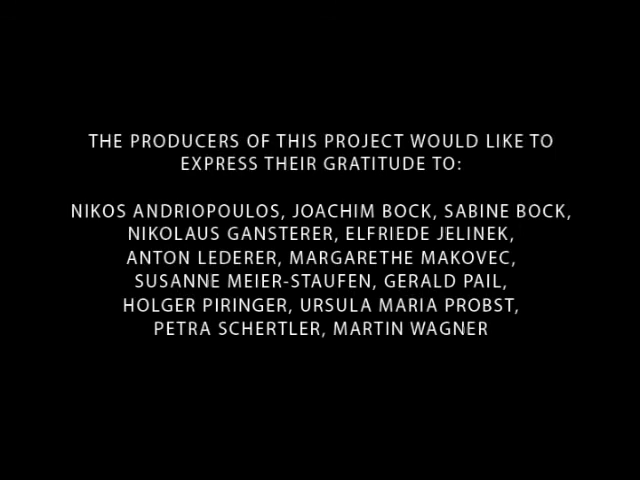 THE PRODUCERS OF THIS PROJECT WOULD LIKE TO
EXPRESS THEIR GRATITUDE TO:
NIKOS ANDRIOPOULOS, JOACHIM BOCK, SABINE BOCK,
NIKOLAUS GANSTERER, ELFRIEDE JELINEK,
ANTON LEDERER, MARGARETHE MAKOVEC,
SUSANNE MEIER-STAUFEN, GERALD PAIL,
HOLGER PIRINGER, URSULA MARIA PROBST,
PETRA SCHERTLER, MARTIN WAGNER